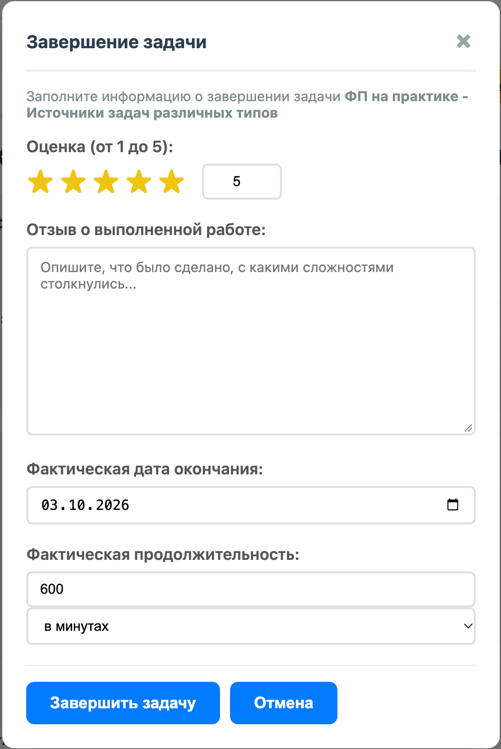 Завершение задачи
Заполните информацию о завершении задачи ФП на практике -
Источники задач различных типов
Оценка (от 1 до 5):
5
Отзыв о выполненной работе:
Опишите, что было сделано, с какими сложностями
столкнулись...
Фактическая дата окончания:
03.10.2026
Фактическая продолжительность:
600
в минутах
Завершить задачу
Отмена